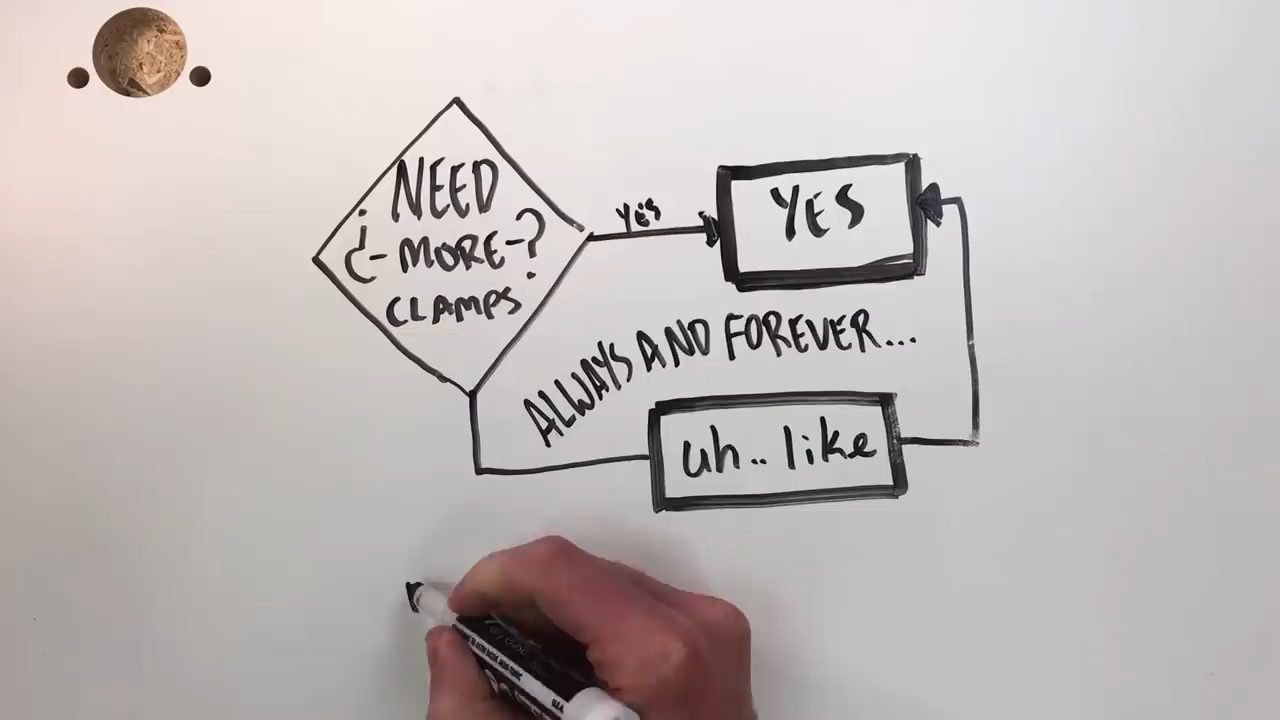 NEED
¿-MORE-?
CLAMPS
YES
YES
ALWAYS AND FOREVER...
uh.. like